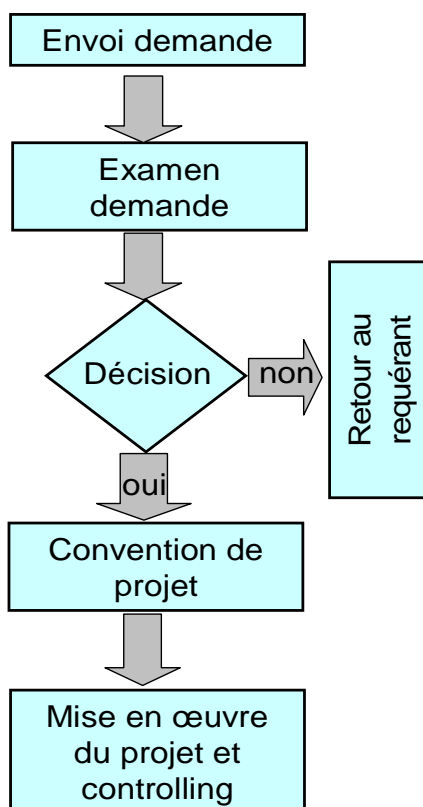 Envoi demande
Examen
demande
Décision
non
Retour au
requérant
oui
Convention de
projet
Mise en œuvre
du projet et
controlling